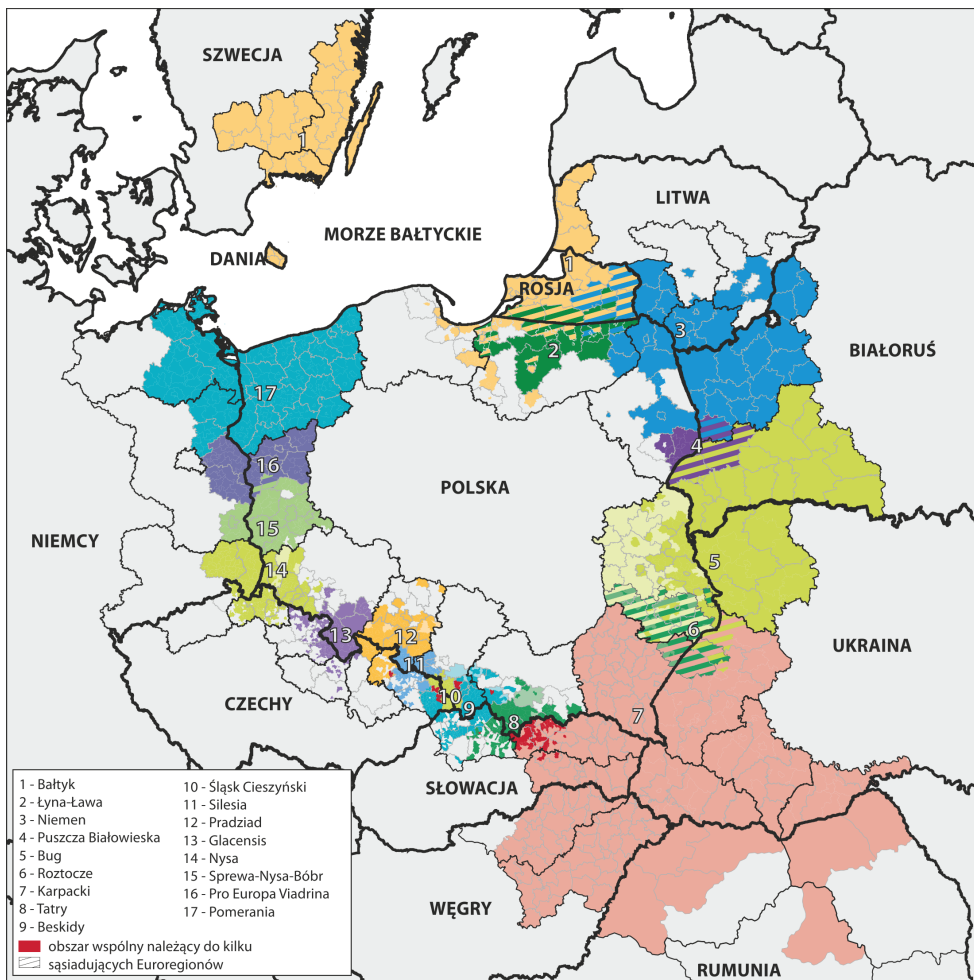 SZWECJA
1
LITWA
MORZE BAŁTYCKIE
DANIA
1
ROSJA
3
2
BIAŁORUŚ
17
4
16
POLSKA
15
NIEMCY
5
14
6
13
12
UKRAINA
11
10
CZECHY
9
8
7
SŁOWACJA
WĘGRY
RUMUNIA
1 - Bałtyk
2 - Łyna-Ława
3 - Niemen
4 - Puszcza Białowieska
5 - Bug
6 - Roztocze
7 - Karpacki
8 - Tatry
9 - Beskidy
10 - Śląsk Cieszyński
11 - Silesia
12 - Pradziad
13 - Glacensis
14 - Nysa
15 - Sprewa-Nysa-Bóbr
16 - Pro Europa Viadrina
17 - Pomerania
obszar wspólny należący do kilku
sąsiadujących Euroregionów